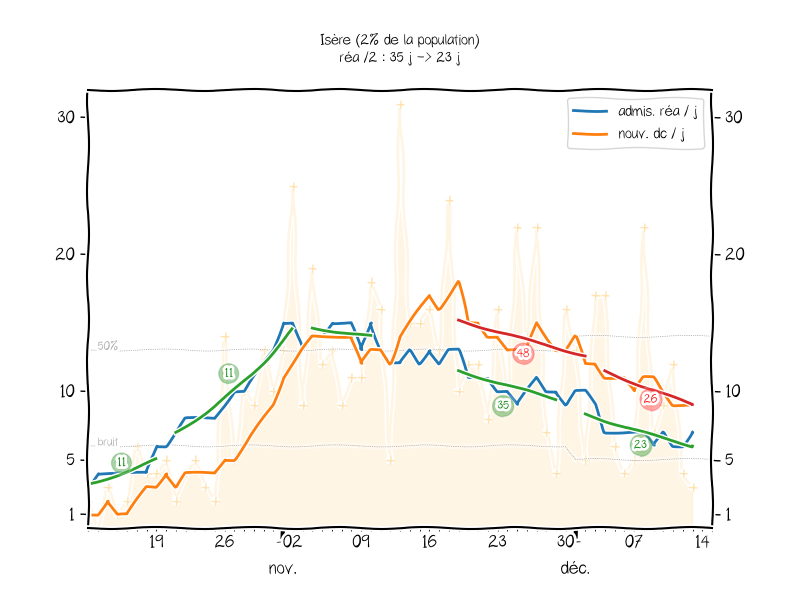 Isère (2% de la population)
réa /2 : 35 j -> 23 j
admis. réa / j
nouv. dc / j
30
30
20
20
50%
11
48
10
10
35
26
bruit
11
23
5
5
1
1
19 26 02 09 16 23 30 07 14
nov. déc.